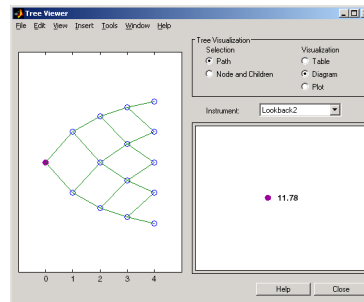 Tree Viewer
File Edit View Insert Tools Window Help
Tree Visualization
Selection
Visualization
Path
Table
Node and Children
Diagram
Plot
Instrument:
Lookback2
11.78
0 1 2 3 4
Help
Close